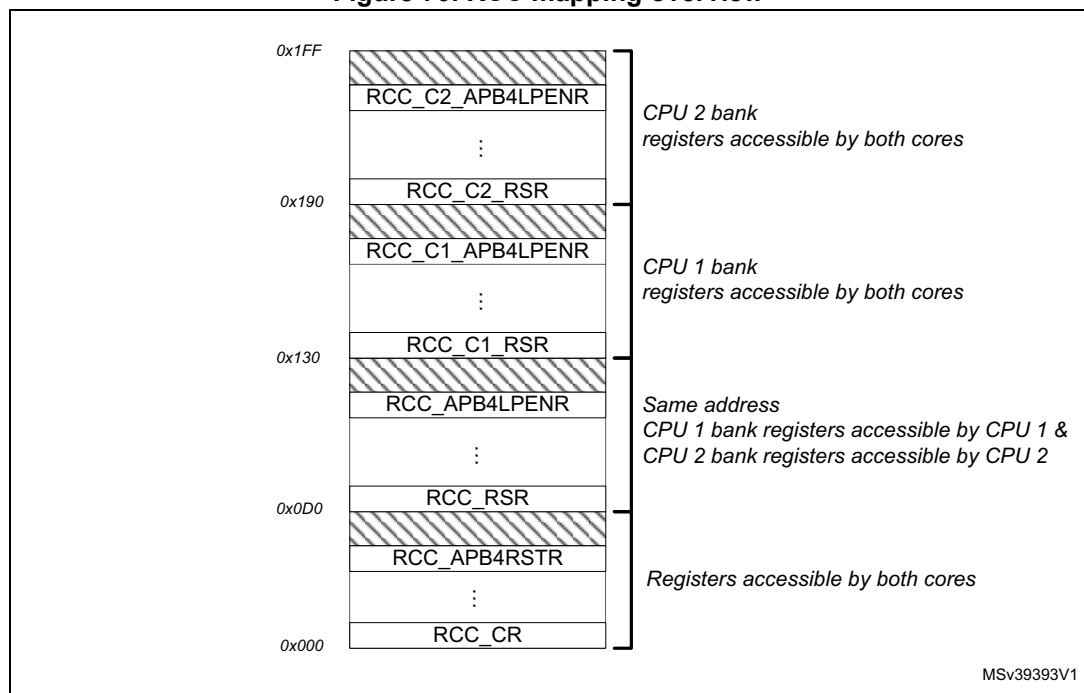 0x1FF
RCC_C2_APB4LPENR
CPU 2 bank
registers accessible by both cores
⋮
RCC_C2_RSR
0x190
RCC_C1_APB4LPENR
CPU 1 bank
registers accessible by both cores
⋮
RCC_C1_RSR
0x130
RCC_APB4LPENR
Same address
CPU 1 bank registers accessible by CPU 1 &
CPU 2 bank registers accessible by CPU 2
⋮
RCC_RSR
0x0D0
RCC_APB4RSTR
Registers accessible by both cores
⋮
RCC_CR
0x000
MSv39393V1